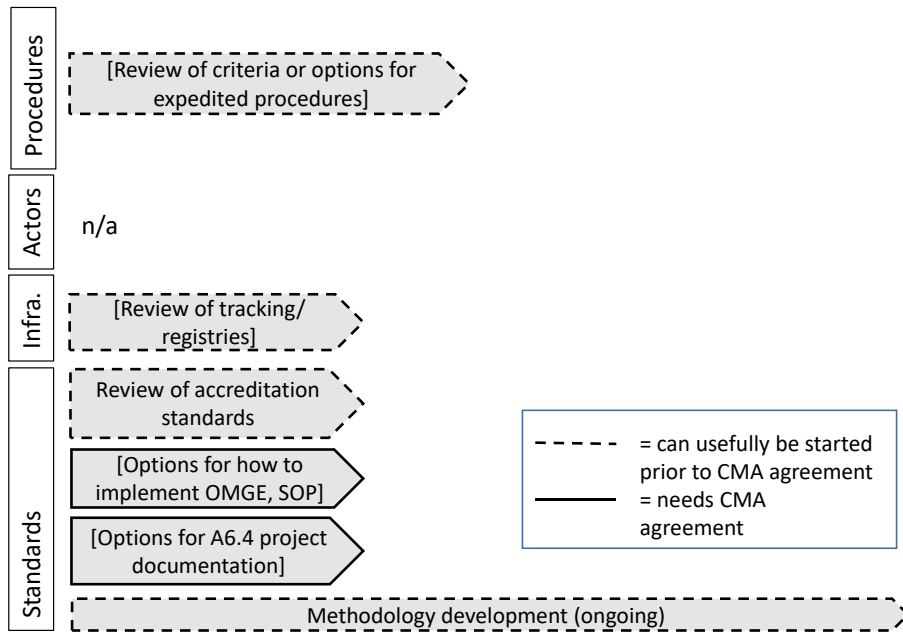 Procedures
[Review of criteria or options for
expedited procedures]
Actors
n/a
Infra.
[Review of tracking/
registries]
Standards
Review of accreditation
standards
[Options for how to
implement OMGE, SOP]
[Options for A6.4 project
documentation]
Methodology development (ongoing)
= can usefully be started
prior to CMA agreement
= needs CMA
agreement